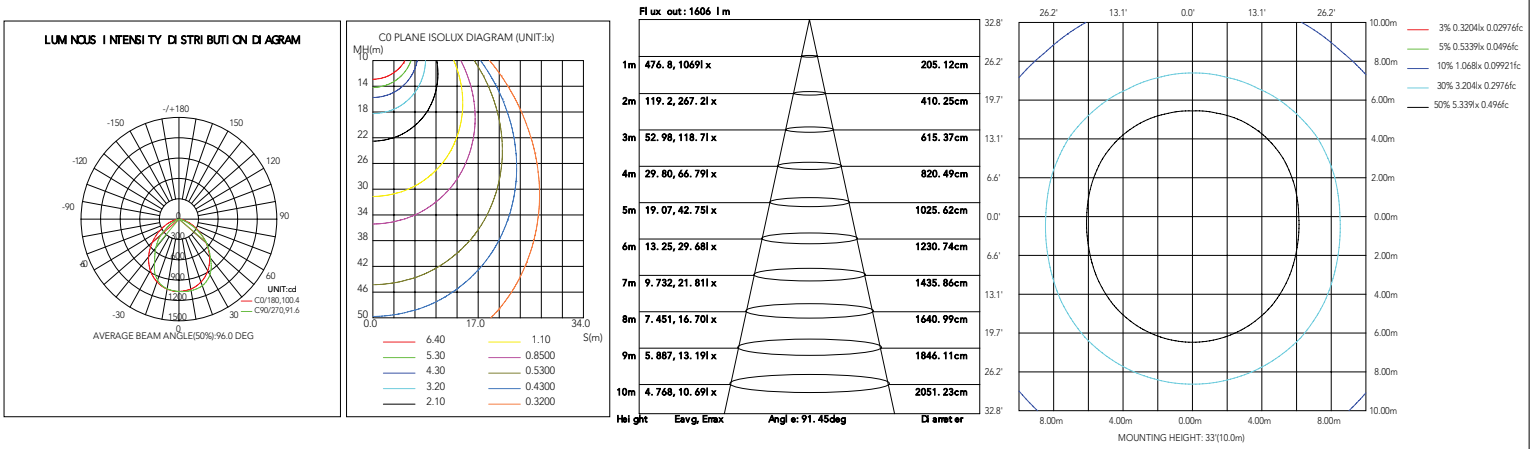 LUMINOUS INTENSITY DISTRIBUTION DIAGRAM
-/+180
-150 150
-120 120
-90 90
60
-30 30
0
0
300
600
900
1200
1500
UNIT:cd
C0/180,100.4
C90/270,91.6
AVERAGE BEAM ANGLE(50%):96.0 DEG
C0 PLANE ISOLUX DIAGRAM (UNIT:lx)
MH(m)
10
14
18
22
26
30
34
38
42
46
50
0.0 17.0 34.0
S(m)
6.40 1.10
5.30 0.8500
4.30 0.5300
3.20 0.4300
2.10 0.3200
Flux out: 1606 lm
1m 476.8, 1069lx 205.12cm
2m 119.2, 267.2lx 410.25cm
3m 52.98, 118.7lx 615.37cm
4m 29.80, 66.79lx 820.49cm
5m 19.07, 42.75lx 1025.62cm
6m 13.25, 29.68lx 1230.74cm
7m 9.732, 21.81lx 1435.86cm
8m 7.451, 16.70lx 1640.99cm
9m 5.887, 13.19lx 1846.11cm
10m 4.768, 10.69lx 2051.23cm
Height Eavg, Emax Angle: 91.45deg Diameter
26.2' 13.1' 0.0' 13.1' 26.2'
32.8' 10.00m
26.2' 8.00m
19.7' 6.00m
13.1' 4.00m
6.6' 2.00m
0.0' 0.00m
6.6' 2.00m
13.1' 4.00m
19.7' 6.00m
26.2' 8.00m
32.8' 10.00m
8.00m 4.00m 0.00m 4.00m 8.00m
MOUNTING HEIGHT: 33'(10.0m)
3% 0.3204lx 0.02976fc
5% 0.5339lx 0.0496fc
10% 1.068lx 0.09921fc
30% 3.204lx 0.2976fc
50% 5.339lx 0.496fc